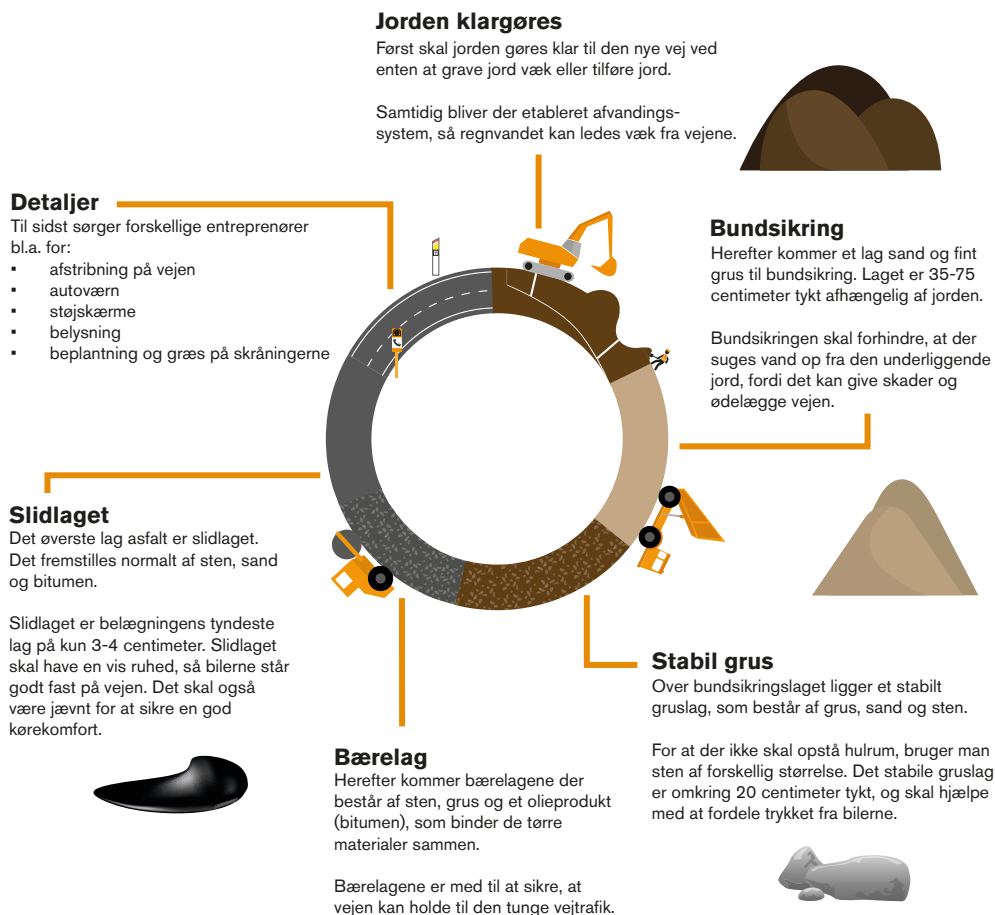 Jorden klargøres
Først skal jorden gøres klar til den nye vej ved
enten at grave jord væk eller tilføre jord.
Samtidig bliver der etableret afvandings-
system, så regnvandet kan ledes væk fra vejene.
Bundsikring
Herefter kommer et lag sand og fint
grus til bundsikring. Laget er 35-75
centimeter tykt afhængelig af jorden.
Bundsikringen skal forhindre, at der
suges vand op fra den underliggende
jord, fordi det kan give skader og
ødelægge vejen.
Stabil grus
Over bundsikringslaget ligger et stabilt
gruslag, som består af grus, sand og sten.
For at der ikke skal opstå hulrum, bruger man
sten af forskellig størrelse. Det stabile gruslag
er omkring 20 centimeter tykt, og skal hjælpe
med at fordele trykket fra bilerne.
Bærelag
Herefter kommer bærelagene der
består af sten, grus og et olieprodukt
(bitumen), som binder de tørre
materialer sammen.
Bærelagene er med til at sikre, at
vejen kan holde til den tunge vejtrafik.
Slidlaget
Det øverste lag asfalt er slidlaget.
Det fremstilles normalt af sten, sand
og bitumen.
Slidlaget er belægningens tyndeste
lag på kun 3-4 centimeter. Slidlaget
skal have en vis ruhed, så bilerne står
godt fast på vejen. Det skal også
være jævnt for at sikre en god
kørekomfort.
Detaljer
Til sidst sørger forskellige entreprenører
bl.a. for:
▪ afstribning på vejen
▪ autoværn
▪ støjskærme
▪ belysning
▪ beplantning og græs på skråningerne